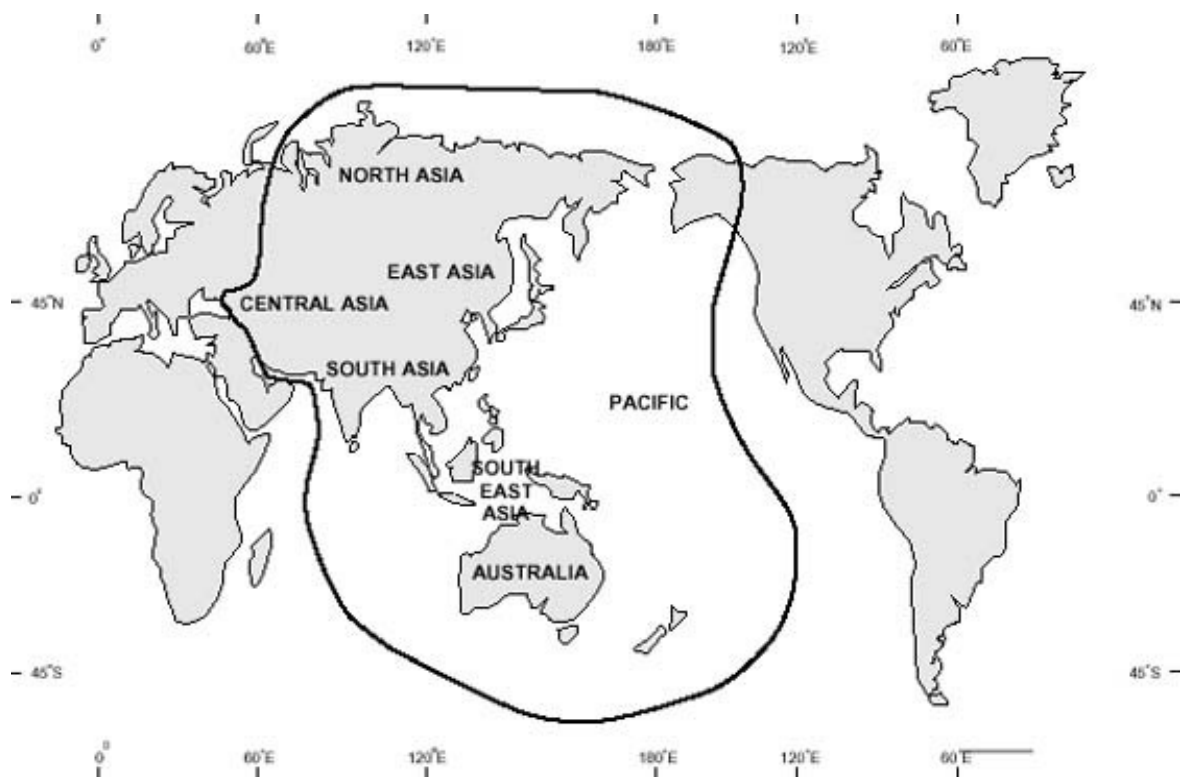 0° 60°E 120°E 180°E 120°E 60°E
NORTH ASIA
EAST ASIA
45°N CENTRAL ASIA 45°N
SOUTH ASIA
PACIFIC
SOUTH
EAST
ASIA
0° 0°
AUSTRALIA
45°S 45°S
0° 60°E 120°E 180°E 120°E 60°E